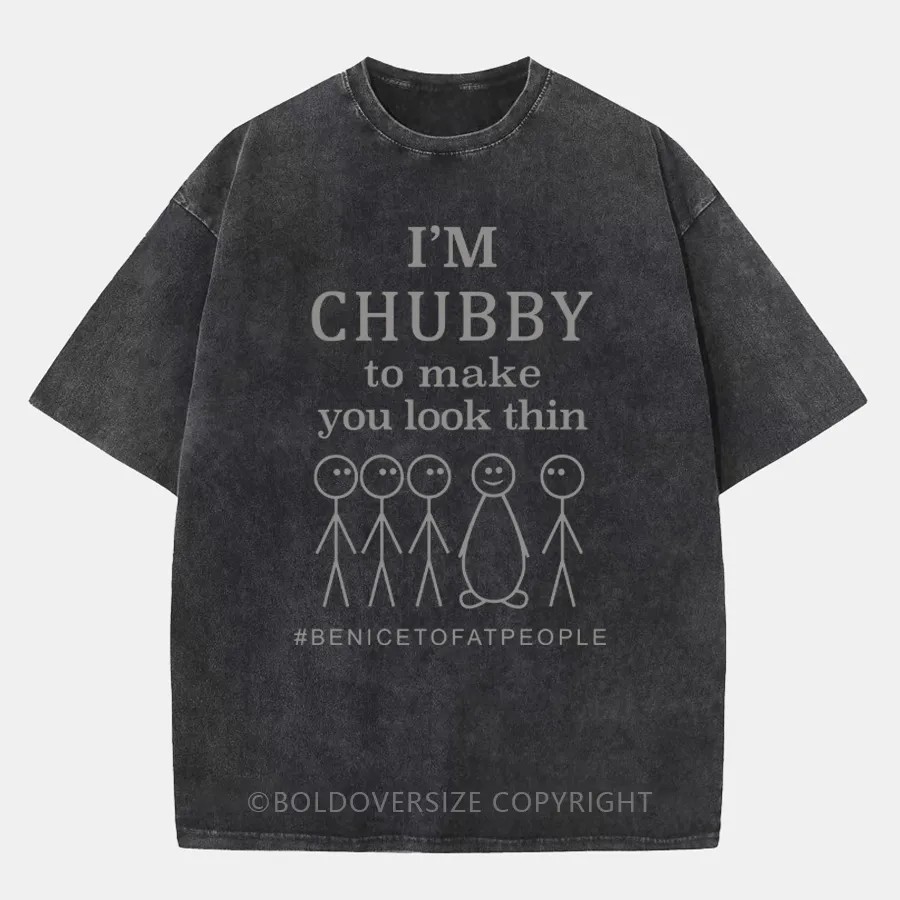 I'M
CHUBBY
to make
you look thin
#BENICETOFATPEOPLE
©BOLDOVERSIZE COPYRIGHT